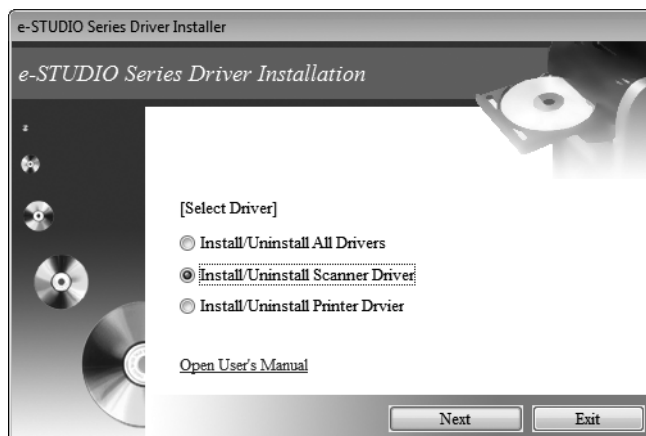 e-STUDIO Series Driver Installer
e-STUDIO Series Driver Installation
[Select Driver]
Install/Uninstall All Drivers
Install/Uninstall Scanner Driver
Install/Uninstall Printer Drvier
Open User's Manual
Next Exit